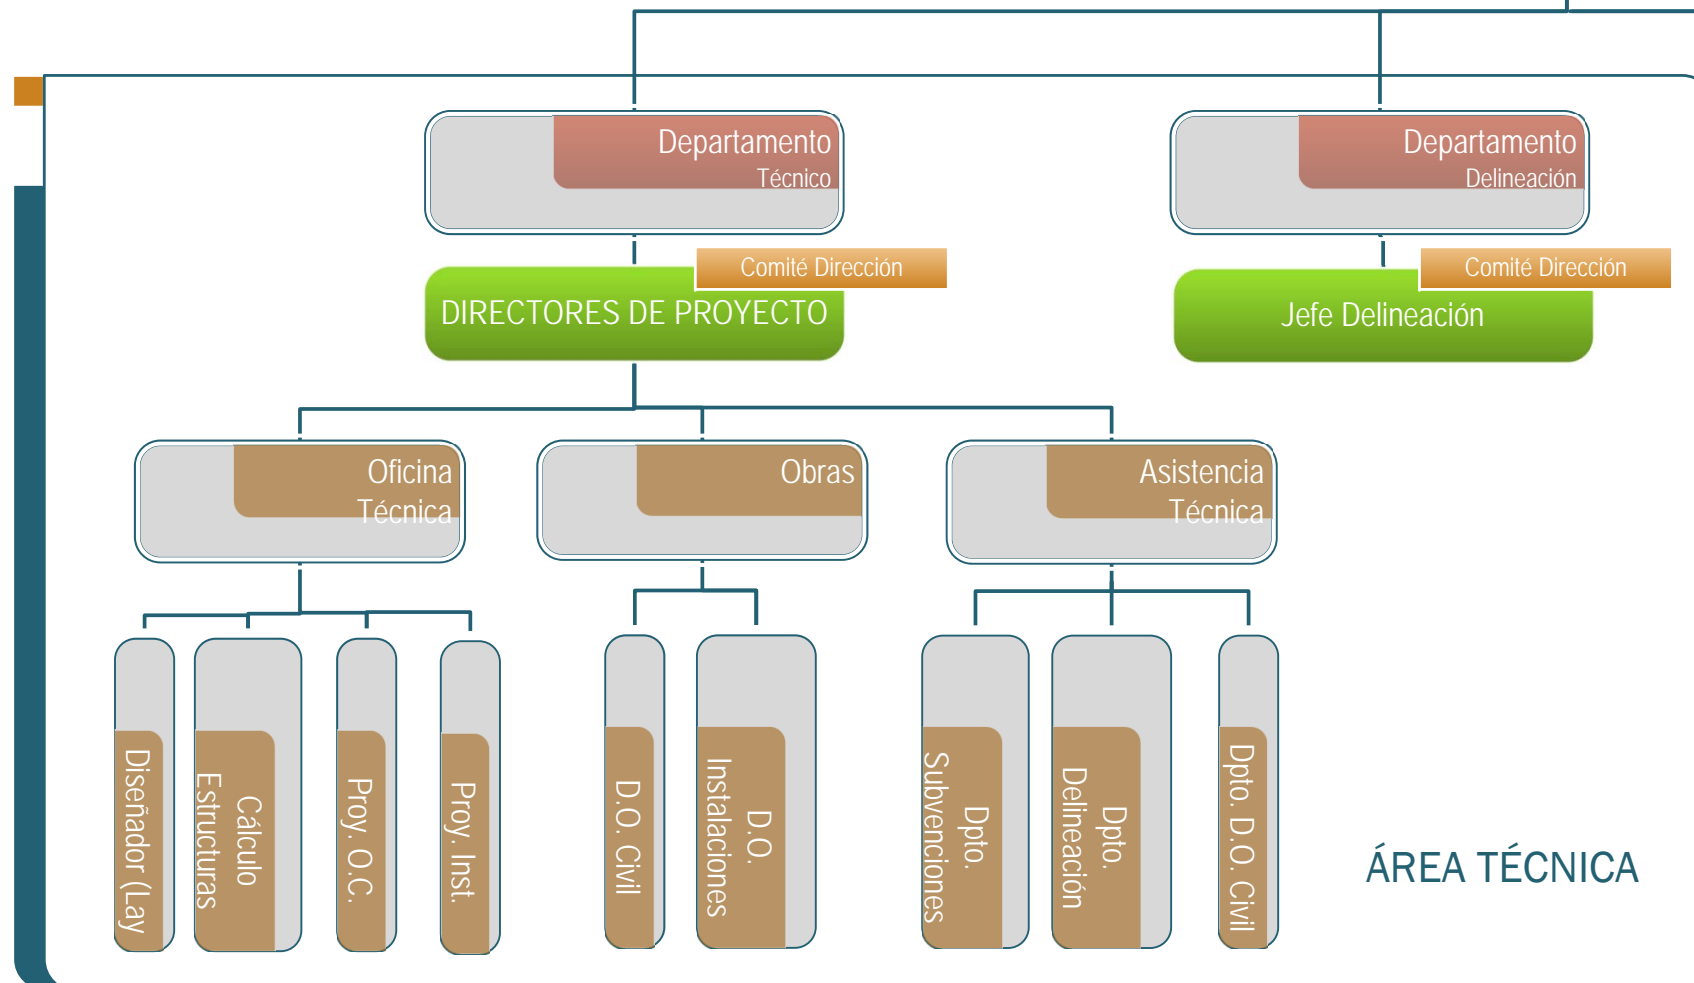 Departamento
Técnico
Departamento
Delineación
Comité Dirección
DIRECTORES DE PROYECTO
Comité Dirección
Jefe Delineación
Oficina
Técnica
Obras
Asistencia
Técnica
Diseñador (Lay
Cálculo
Estructuras
Proy. O.C.
Proy. Inst.
D.O. Civil
D.O.
Instalaciones
Dpto.
Subvenciones
Dpto.
Delineación
Dpto. D.O. Civil
ÁREA TÉCNICA